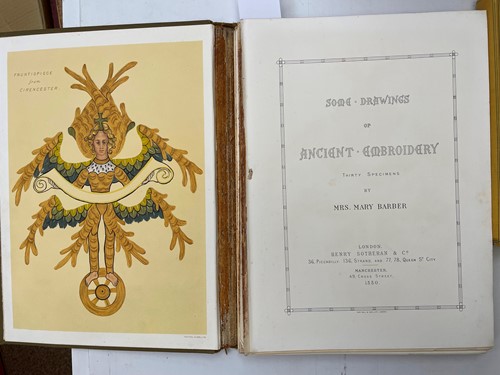 FRONTISPIECE
from
CIRENCESTER
SOME · DRAWINGS
OF
ANCIENT · EMBROIDERY
THIRTY SPECIMENS
BY
MRS. MARY BARBER
LONDON:
HENRY SOTHERAN & Co
36, PICCADILLY, 136, STRAND, AND 77, 78, QUEEN ST CITY
MANCHESTER,
49, CROSS STREET,
1880.